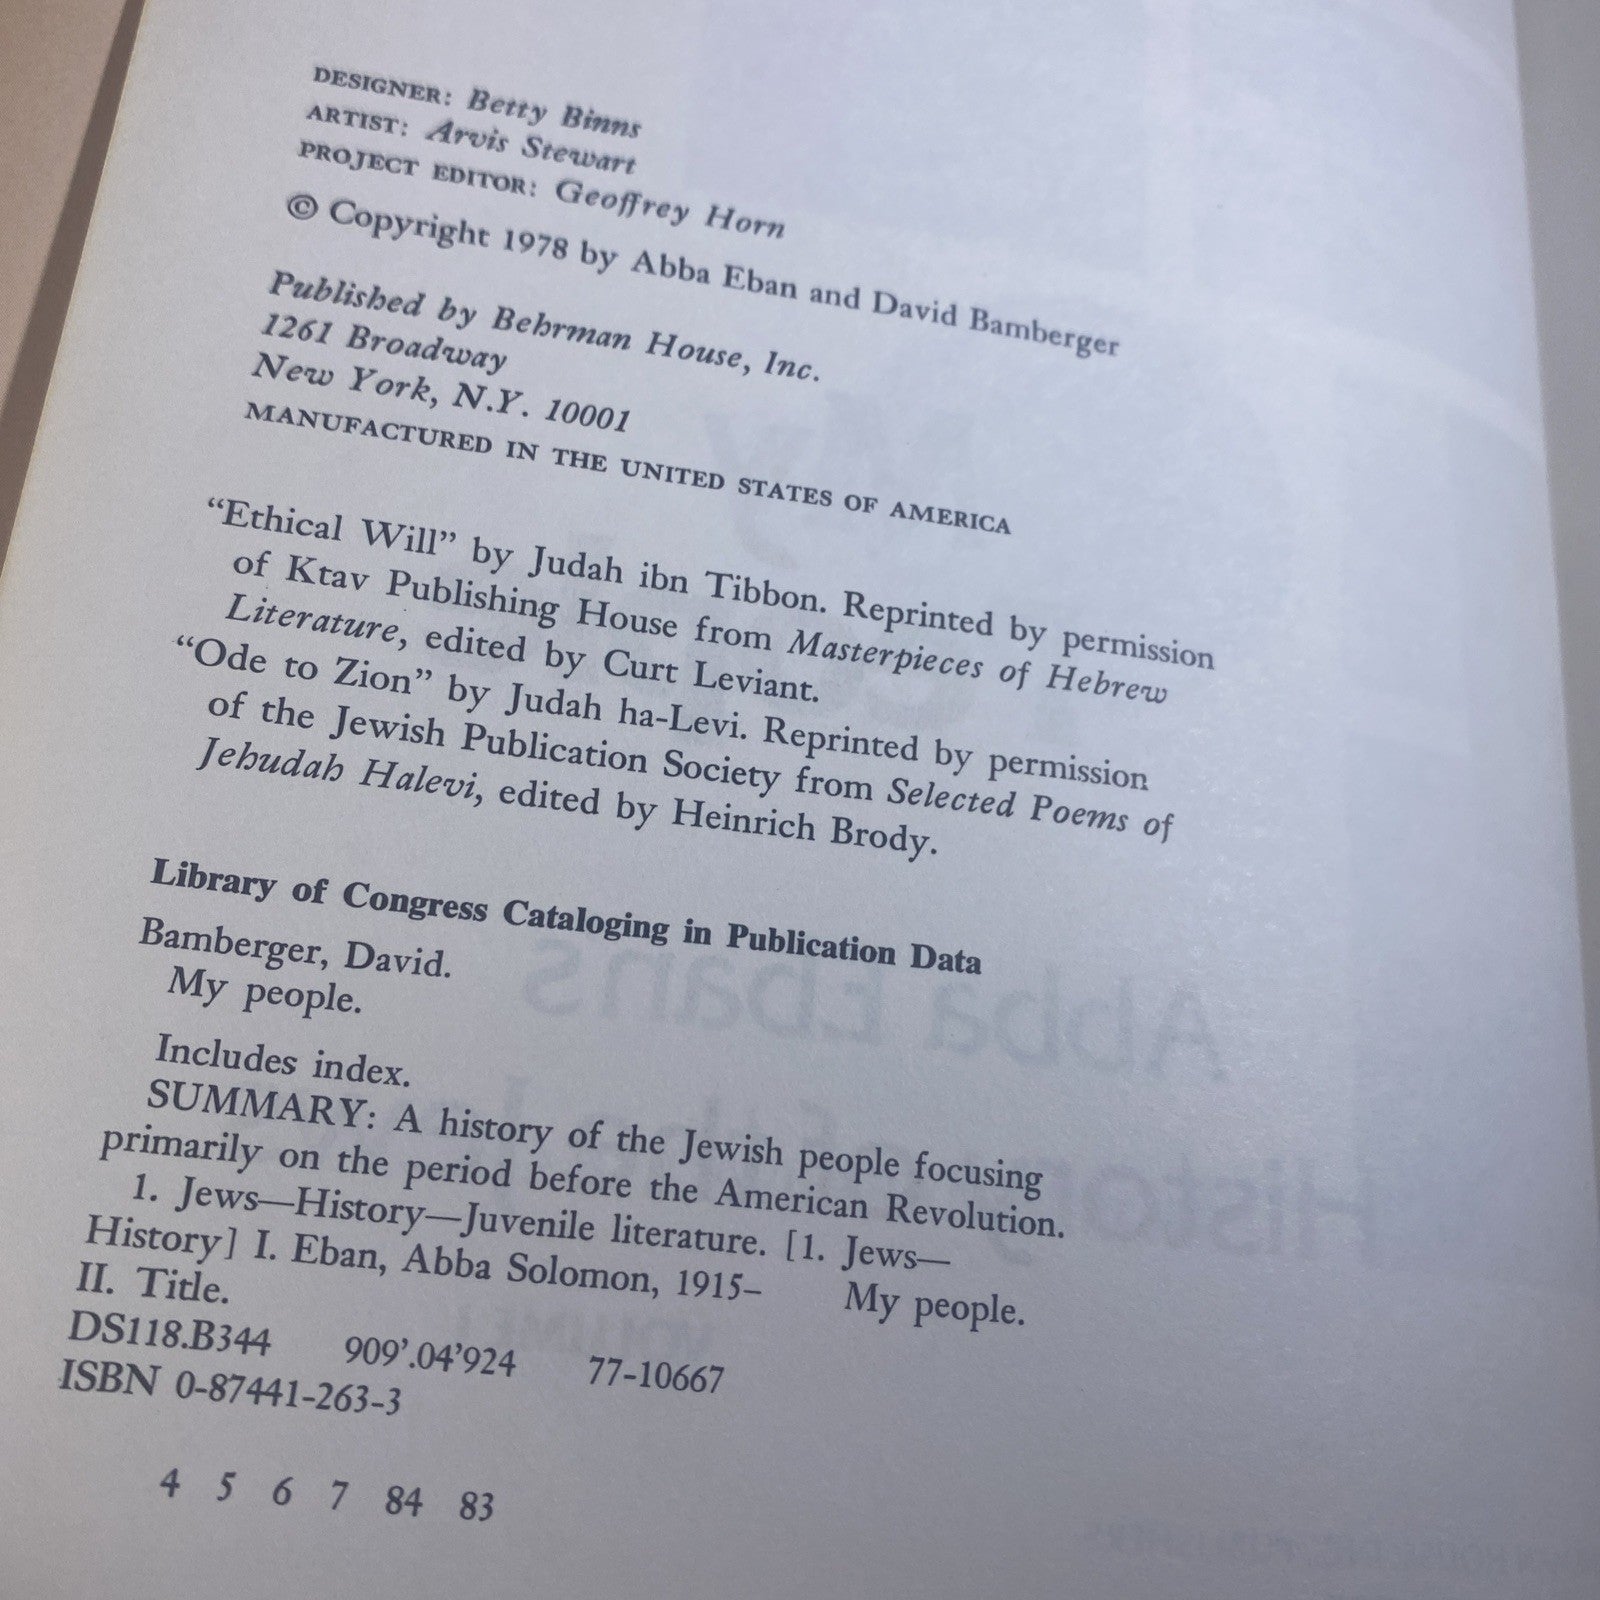 DESIGNER: Betty Binns
ARTIST: Arvis Stewart
PROJECT EDITOR: Geoffrey Horn
© Copyright 1978 by Abba Eban and David Bamberger
Published by Behrman House, Inc.
1261 Broadway
New York, N.Y. 10001
MANUFACTURED IN THE UNITED STATES OF AMERICA
“Ethical Will” by Judah ibn Tibbon. Reprinted by permission
of Ktav Publishing House from Masterpieces of Hebrew
Literature, edited by Curt Leviant.
“Ode to Zion” by Judah ha-Levi. Reprinted by permission
of the Jewish Publication Society from Selected Poems of
Jehudah Halevi, edited by Heinrich Brody.
Library of Congress Cataloging in Publication Data
Bamberger, David.
My people.
Includes index.
SUMMARY: A history of the Jewish people focusing
primarily on the period before the American Revolution.
1. Jews—History—Juvenile literature. [1. Jews—
History] I. Eban, Abba Solomon, 1915– My people.
II. Title.
DS118.B344 909’.04’924 77-10667
ISBN 0-87441-263-3
4 5 6 7 84 83